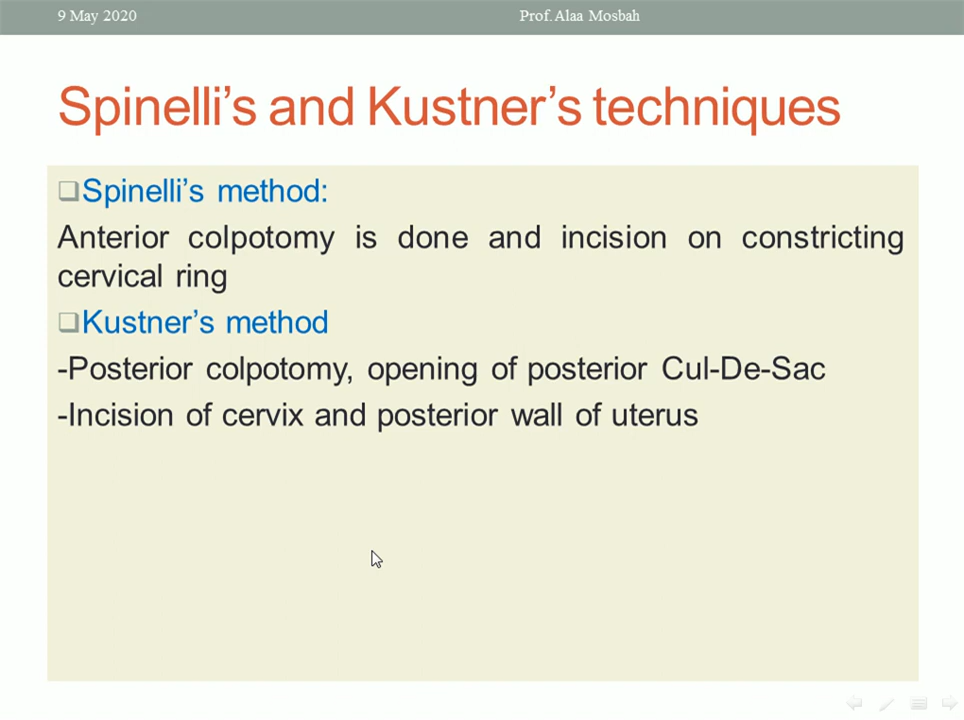 9 May 2020
Prof. Alaa Mosbah
Spinelli's and Kustner's techniques
Spinelli's method:
Anterior colpotomy is done and incision on constricting
cervical ring
Kustner's method
-Posterior colpotomy, opening of posterior Cul-De-Sac
-Incision of cervix and posterior wall of uterus